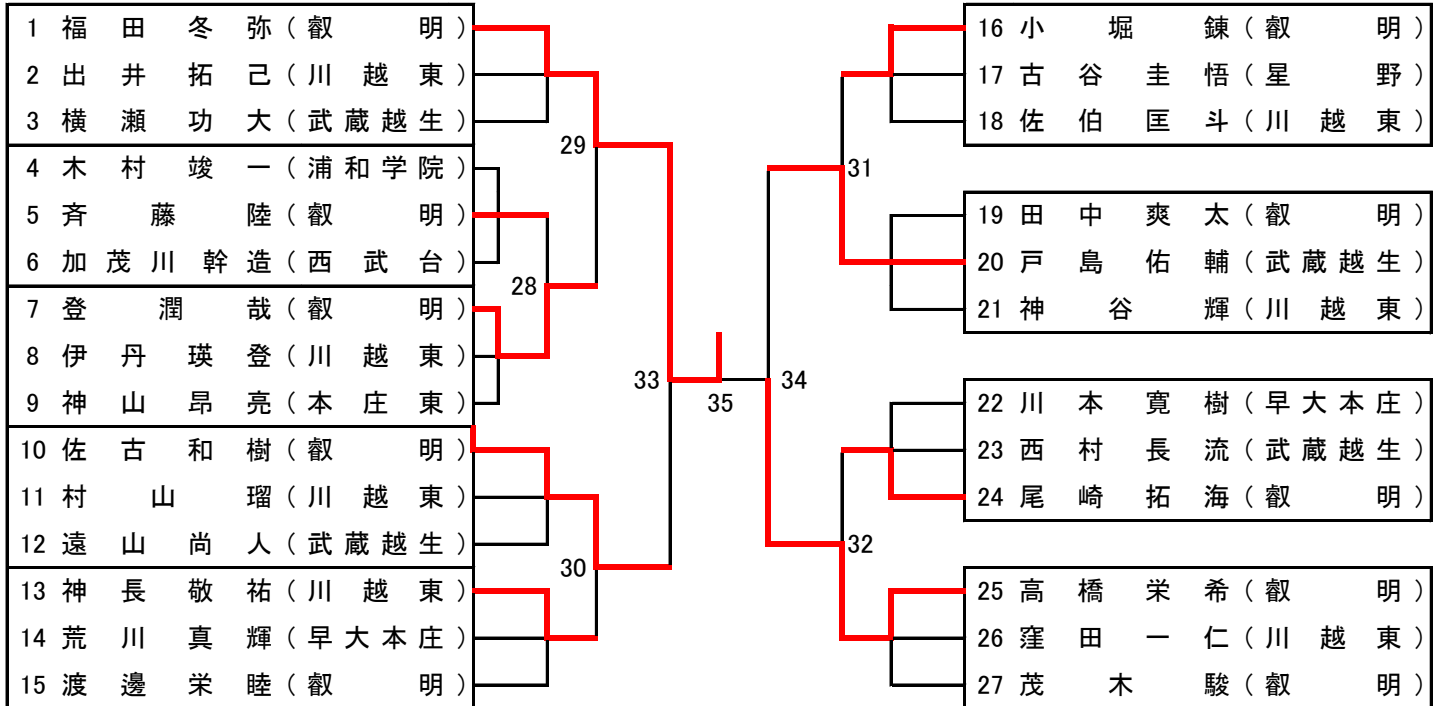 1 福田冬弥(叡明)
2 出井拓己(川越東)
3 横瀬功大(武蔵越生)
4 木村竣一(浦和学院)
5 斉藤陸(叡明)
6 加茂川幹造(西武台)
7 登潤哉(叡明)
8 伊丹瑛登(川越東)
9 神山昂亮(本庄東)
10 佐古和樹(叡明)
11 村山瑠(川越東)
12 遠山尚人(武蔵越生)
13 神長敬祐(川越東)
14 荒川真輝(早大本庄)
15 渡邊栄睦(叡明)
29
28
33
30
35
34
31
32
16 小堀錬(叡明)
17 古谷圭悟(星野)
18 佐伯匡斗(川越東)
19 田中爽太(叡明)
20 戸島佑輔(武蔵越生)
21 神谷輝(川越東)
22 川本寛樹(早大本庄)
23 西村長流(武蔵越生)
24 尾崎拓海(叡明)
25 高橋栄希(叡明)
26 窪田一仁(川越東)
27 茂木駿(叡明)